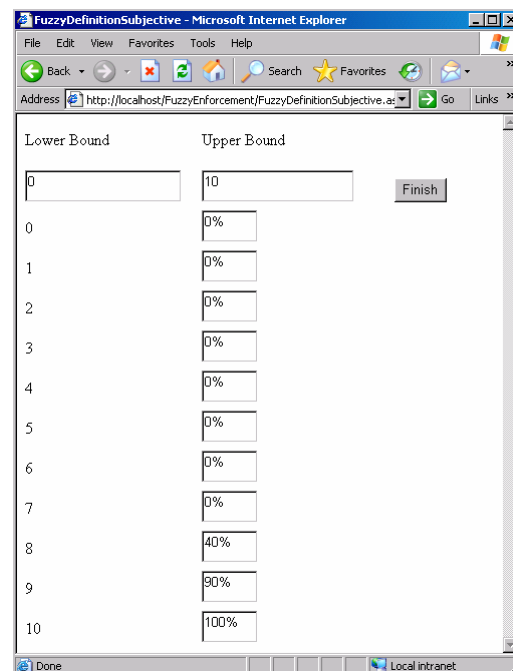 FuzzyDefinitionSubjective - Microsoft Internet Explorer
File Edit View Favorites Tools Help
Back Search Favorites »
Address http://localhost/FuzzyEnforcement/FuzzyDefinitionSubjective.a Go Links »
Lower Bound Upper Bound
0 10 Finish
0 0%
1 0%
2 0%
3 0%
4 0%
5 0%
6 0%
7 0%
8 40%
9 90%
10 100%
Done Local intranet